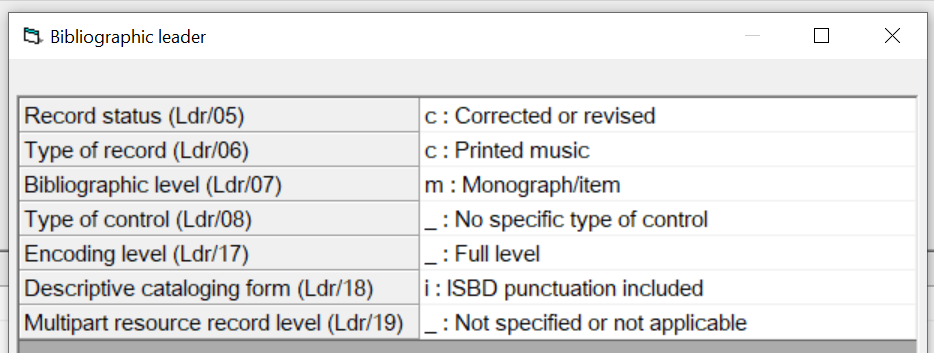 Bibliographic leader
Record status (Ldr/05) c : Corrected or revised
Type of record (Ldr/06) c : Printed music
Bibliographic level (Ldr/07) m : Monograph/item
Type of control (Ldr/08) _ : No specific type of control
Encoding level (Ldr/17) _ : Full level
Descriptive cataloging form (Ldr/18) i : ISBD punctuation included
Multipart resource record level (Ldr/19) _ : Not specified or not applicable